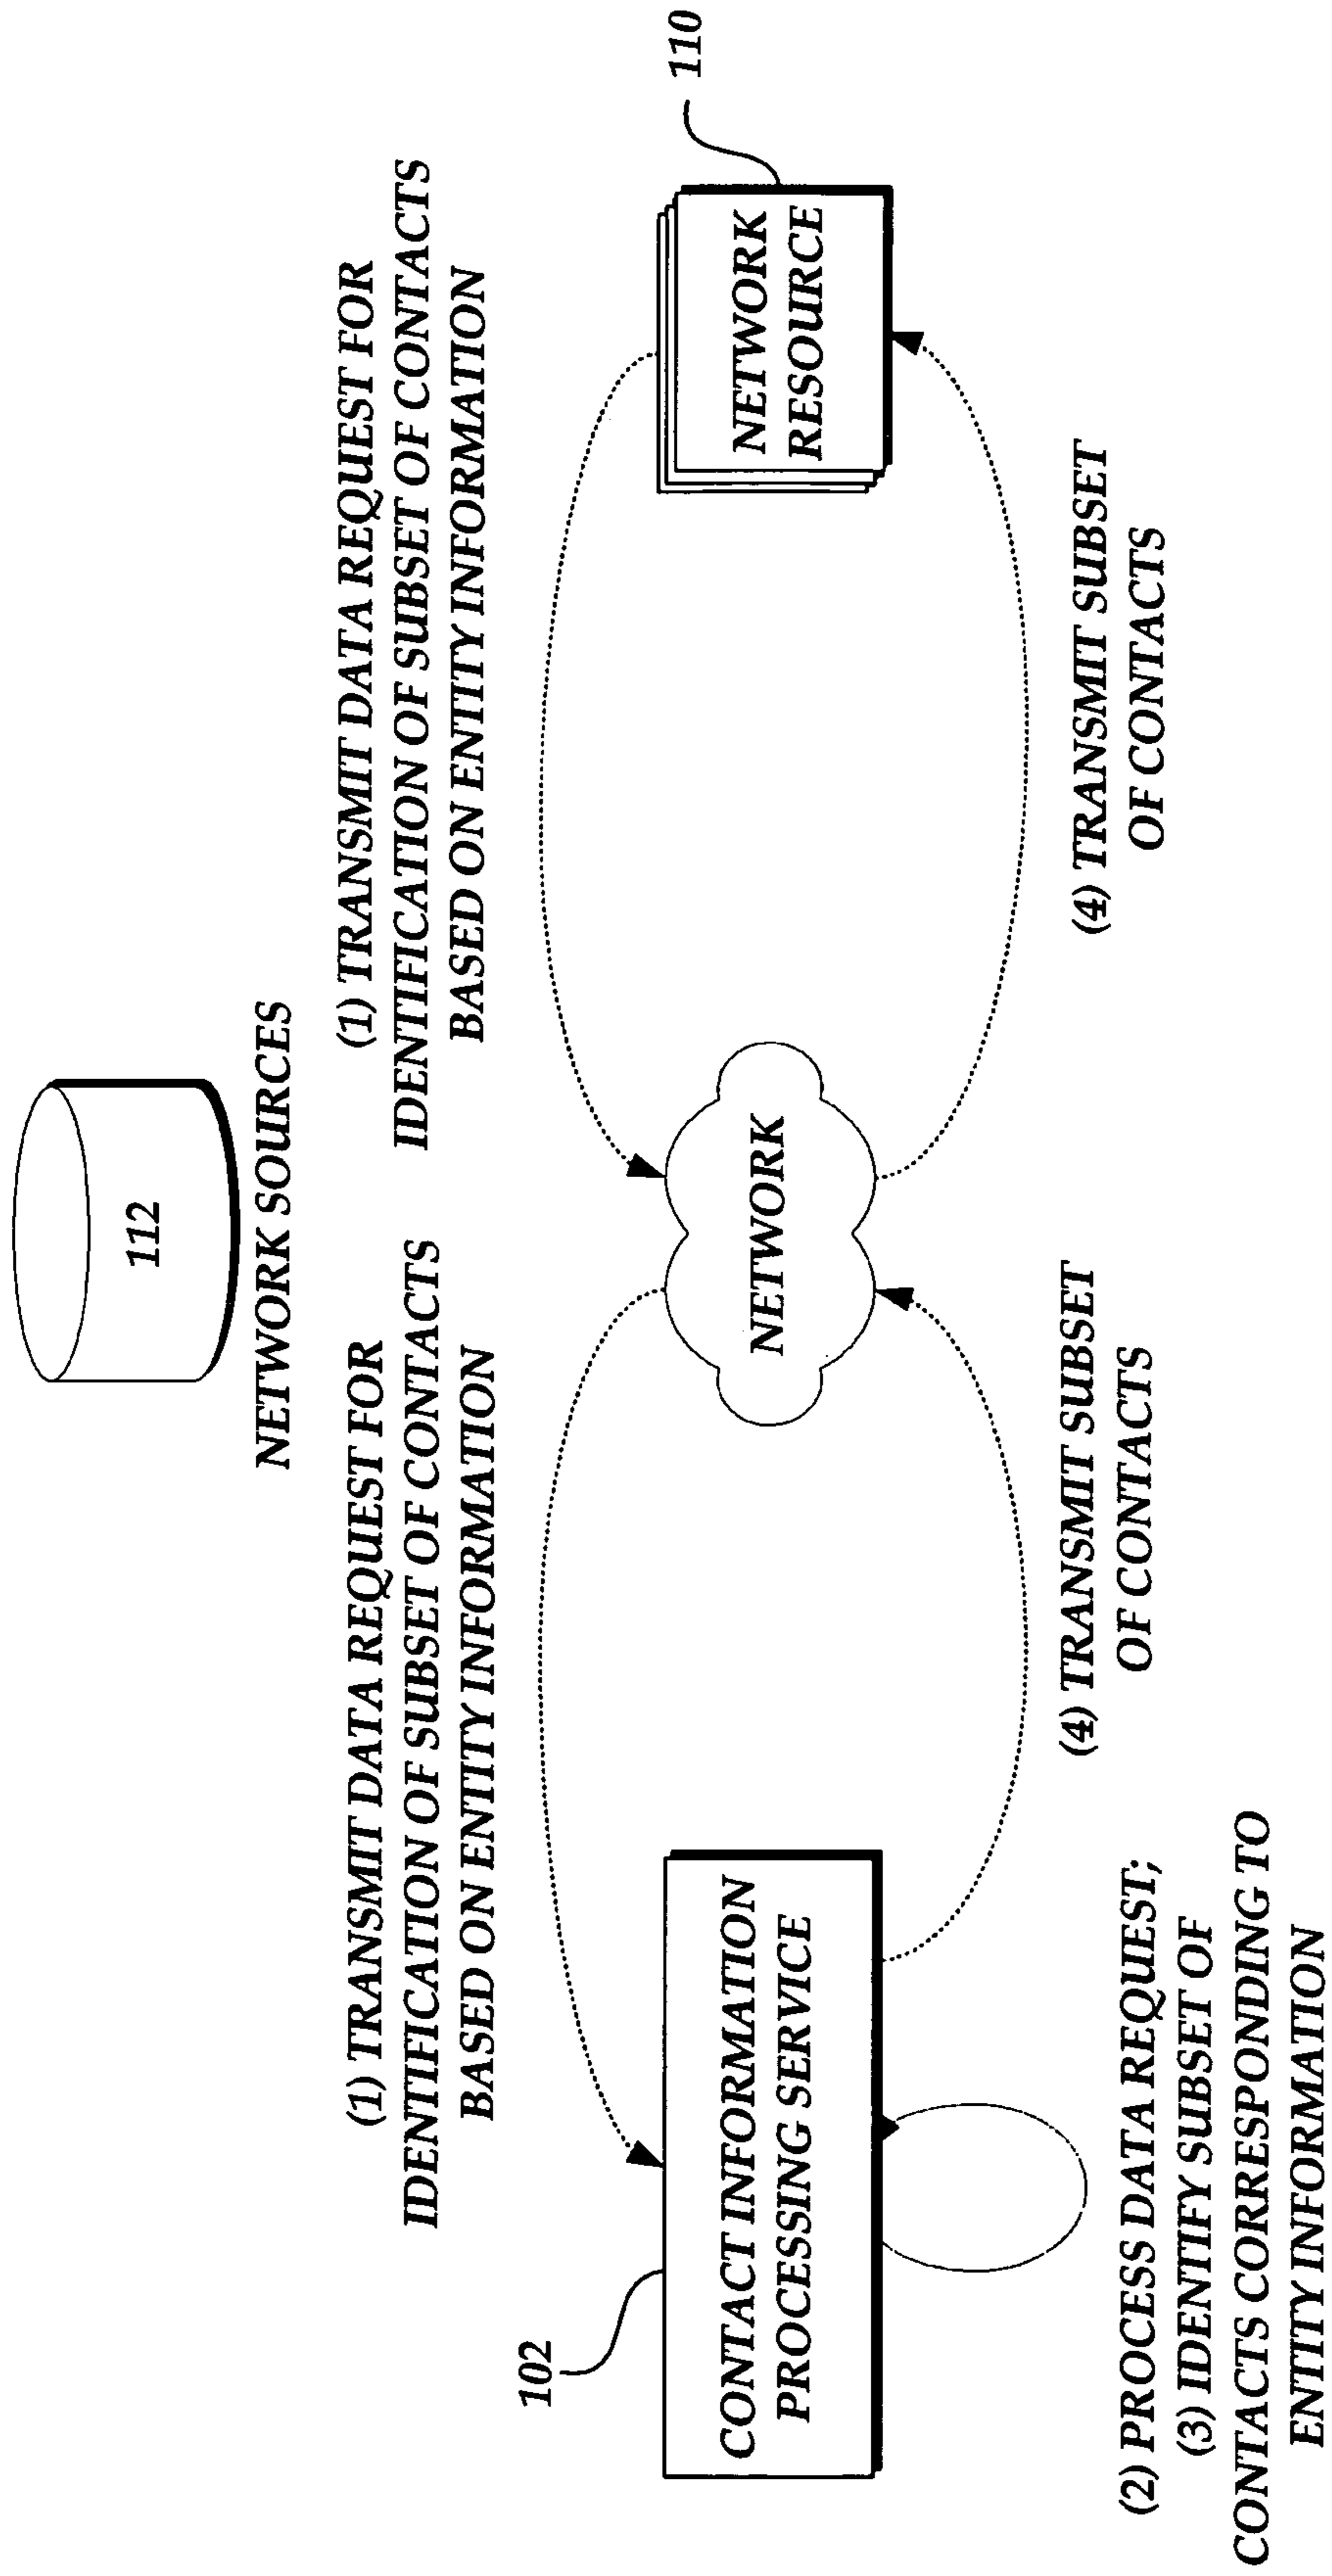 112
NETWORK SOURCES
(1) TRANSMIT DATA REQUEST FOR
IDENTIFICATION OF SUBSET OF CONTACTS
BASED ON ENTITY INFORMATION
(1) TRANSMIT DATA REQUEST FOR
IDENTIFICATION OF SUBSET OF CONTACTS
BASED ON ENTITY INFORMATION
102
CONTACT INFORMATION
PROCESSING SERVICE
NETWORK
NETWORK
RESOURCE
110
(4) TRANSMIT SUBSET
OF CONTACTS
(4) TRANSMIT SUBSET
OF CONTACTS
(2) PROCESS DATA REQUEST;
(3) IDENTIFY SUBSET OF
CONTACTS CORRESPONDING TO
ENTITY INFORMATION